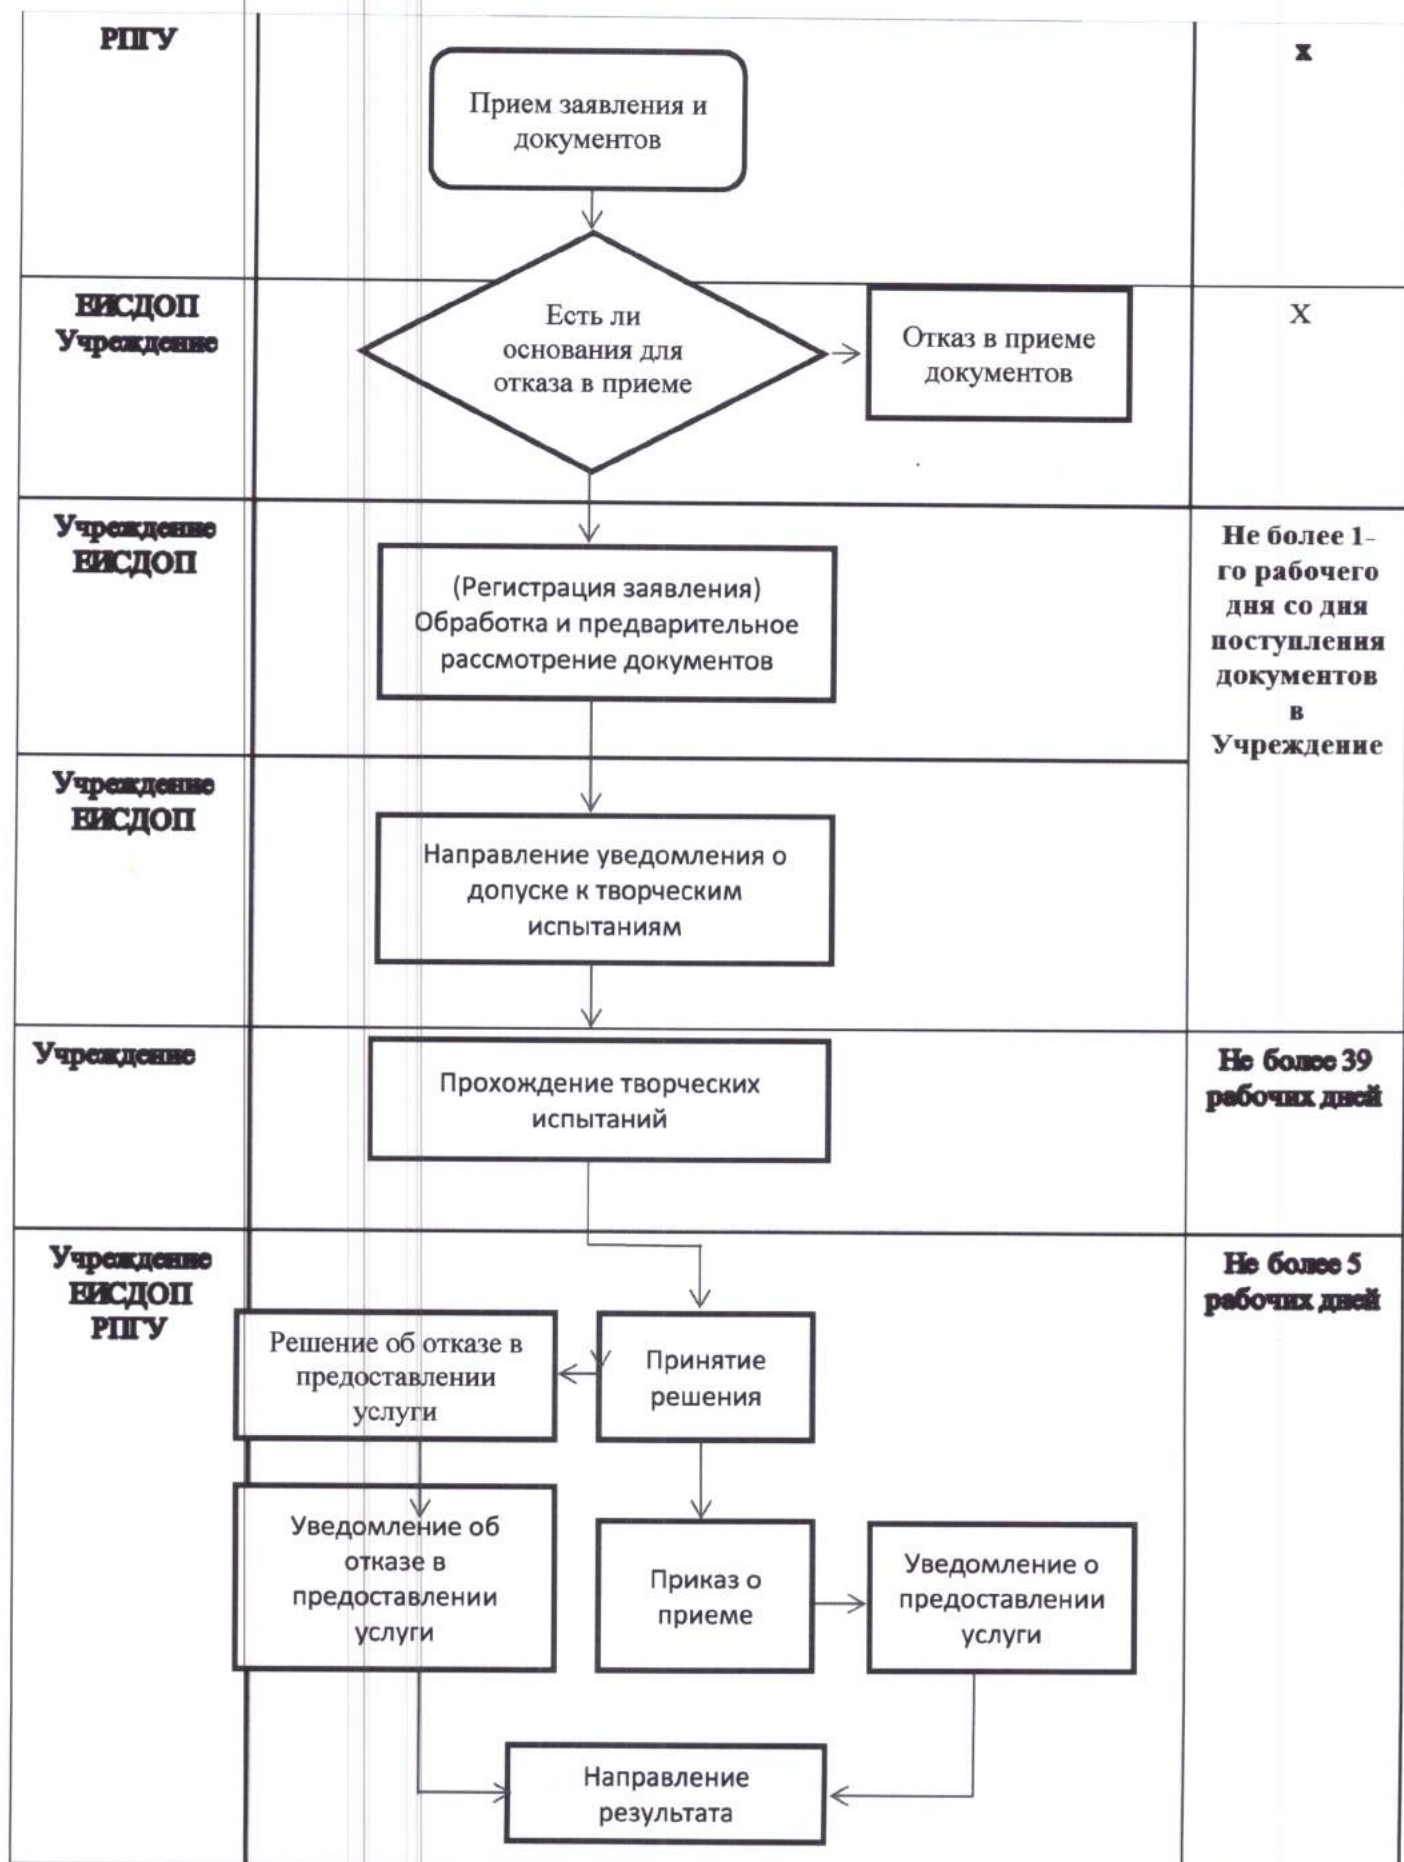 РПГУ
Прием заявления и
документов
х
ЕИСДОП
Учреждение
Есть ли
основания для
отказа в приеме
Отказ в приеме
документов
Х
Учреждение
ЕИСДОП
(Регистрация заявления)
Обработка и предварительное
рассмотрение документов
Не более 1-
го рабочего
дня со дня
поступления
документов
в
Учреждение
Учреждение
ЕИСДОП
Направление уведомления о
допуске к творческим
испытаниям
Учреждение
Прохождение творческих
испытаний
Не более 39
рабочих дней
Учреждение
ЕИСДОП
РПГУ
Решение об отказе в
предоставлении
услуги
Принятие
решения
Не более 5
рабочих дней
Уведомление об
отказе в
предоставлении
услуги
Приказ о
приеме
Уведомление о
предоставлении
услуги
Направление
результата